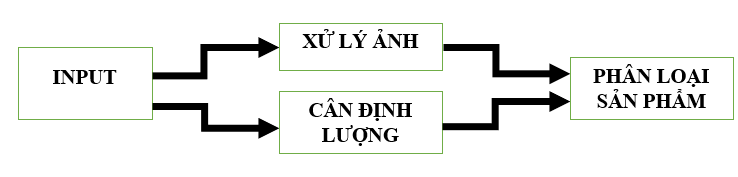 INPUT
XỬ LÝ ẢNH
CÂN ĐỊNH
LƯỢNG
PHÂN LOẠI
SẢN PHẨM